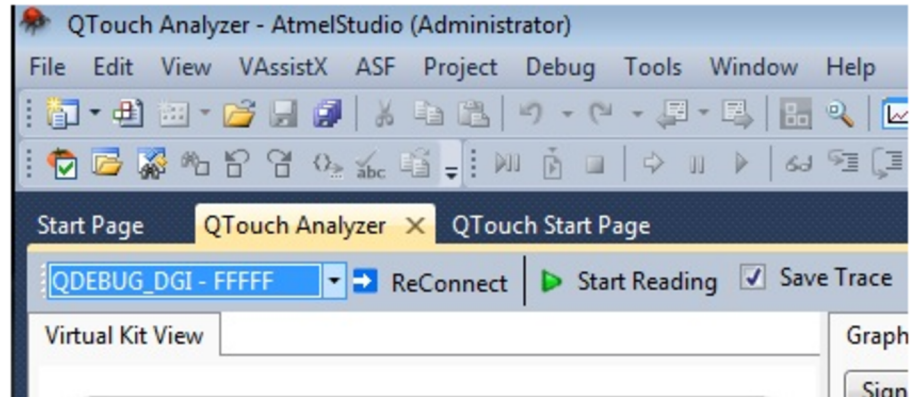 QTouch Analyzer - AtmelStudio (Administrator)
File Edit View VAssistX ASF Project Debug Tools Window Help
abc
Start Page QTouch Analyzer QTouch Start Page
QDEBUG_DGI - FFFFF ReConnect Start Reading Save Trace
Virtual Kit View Graph
Sign